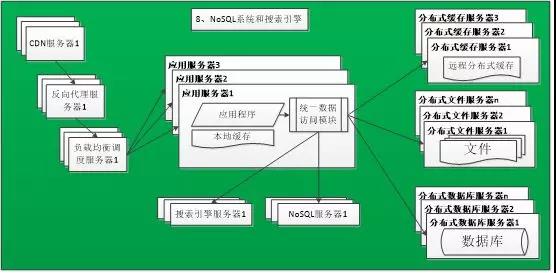 8、NoSQL系统和搜索引擎
CDN服务器1
反向代理服
务器1
负载均衡调
度服务器1
应用服务器3
应用服务器2
应用服务器1
应用程序
本地缓存
统一数据
访问模块
搜索引擎服务器1
NoSQL服务器1
分布式缓存服务器3
分布式缓存服务器2
分布式缓存服务器1
远程分布式缓存
分布式文件服务器n
分布式文件服务器2
分布式文件服务器1
文件
分布式数据库服务器n
分布式数据库服务器2
分布式数据库服务器1
数据库